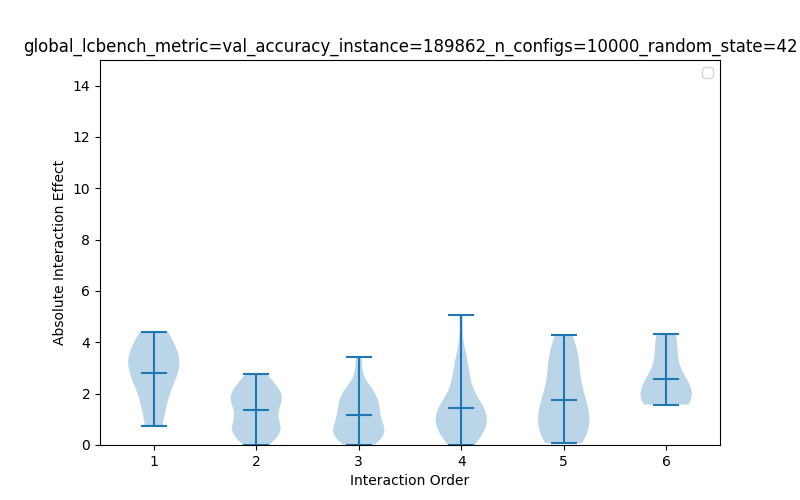 global_lcbench_metric=val_accuracy_instance=189862_n_configs=10000_random_state=42
14
12
10
8
6
4
2
0
Absolute Interaction Effect
1 2 3 4 5 6
Interaction Order